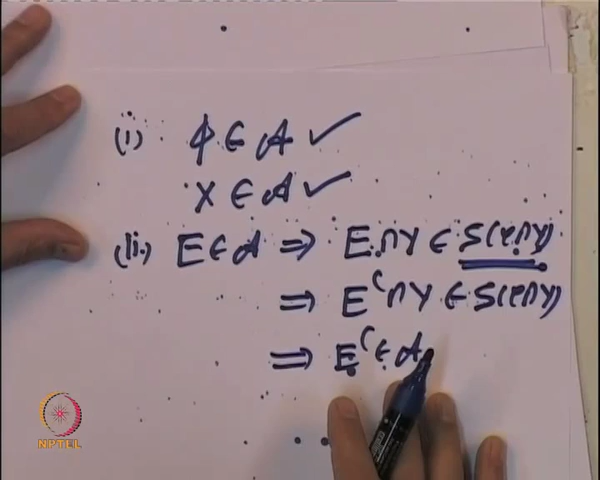 (i) φ ∈ A ✓
X ∈ A ✓
(ii) E ∈ A ⇒ E ∩ Y ∈ S(C∩Y)
⇒ E^C ∩ Y ∈ S(C∩Y)
⇒ E^C ∈ A
NPTEL